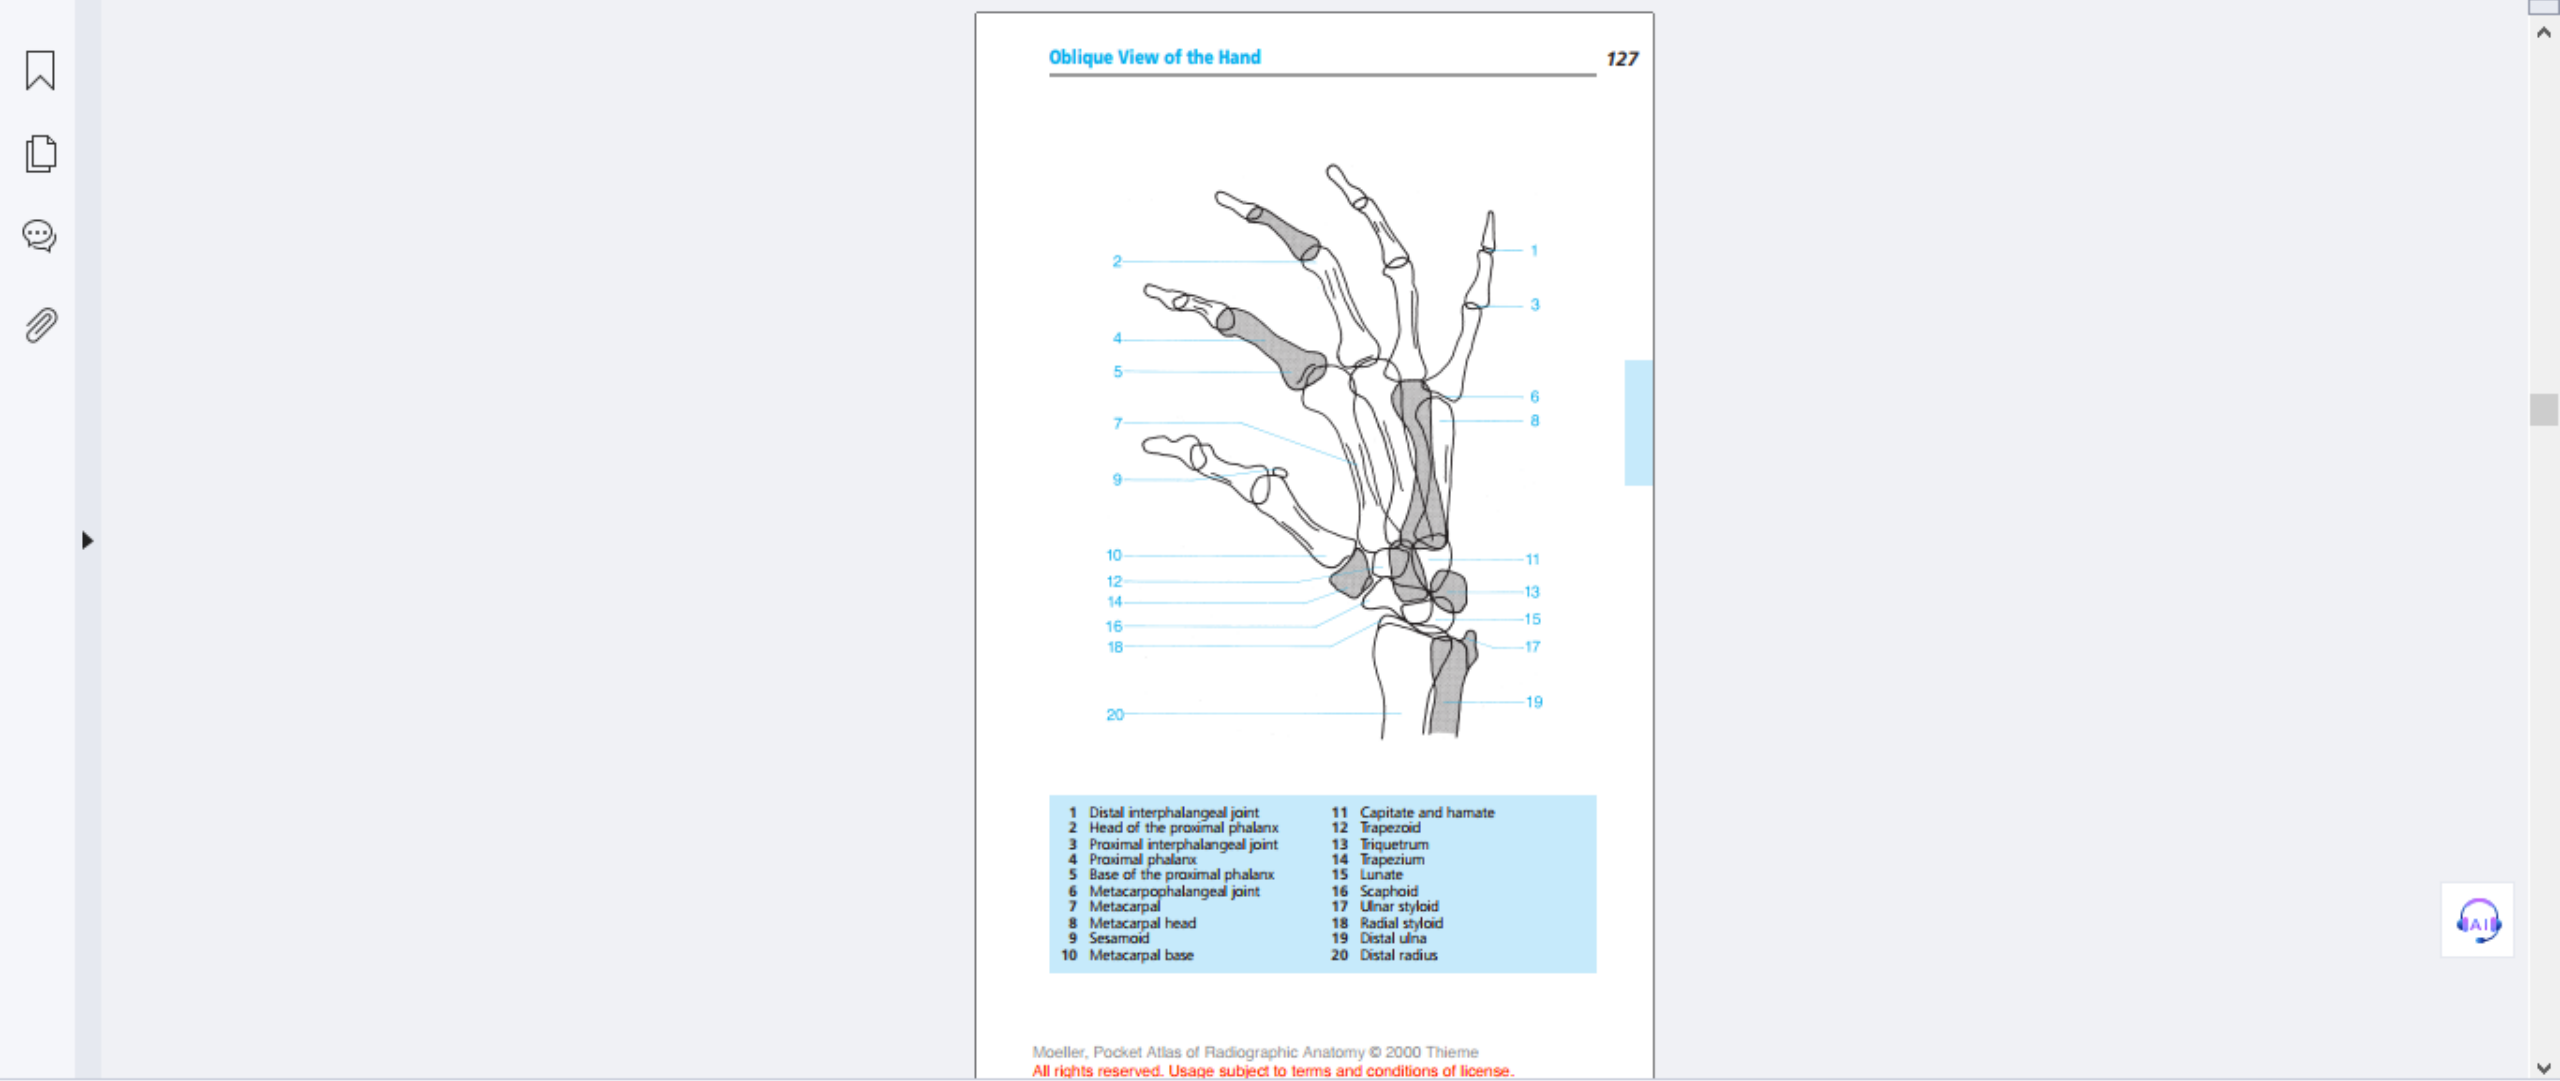 Oblique View of the Hand 127
1
2
3
4
5
6
7
8
9
10
11
12
13
14
15
16
17
18
19
20
1 Distal interphalangeal joint
2 Head of the proximal phalanx
3 Proximal interphalangeal joint
4 Proximal phalanx
5 Base of the proximal phalanx
6 Metacarpophalangeal joint
7 Metacarpal
8 Metacarpal head
9 Sesamoid
10 Metacarpal base
11 Capitate and hamate
12 Trapezoid
13 Triquetrum
14 Trapezium
15 Lunate
16 Scaphoid
17 Ulnar styloid
18 Radial styloid
19 Distal ulna
20 Distal radius
AI
Moeller, Pocket Atlas of Radiographic Anatomy © 2000 Thieme
All rights reserved. Usage subject to terms and conditions of license.